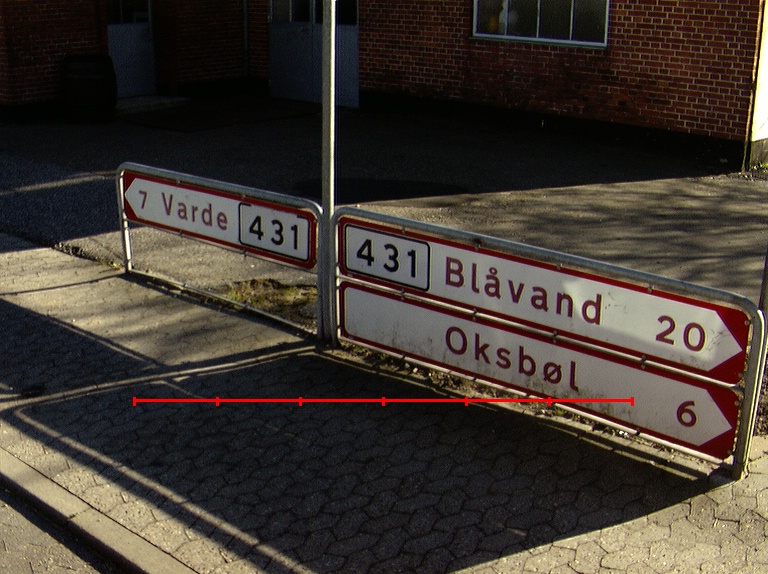 7 Varde 431
431 Blåvand 20
Oksbøl 6